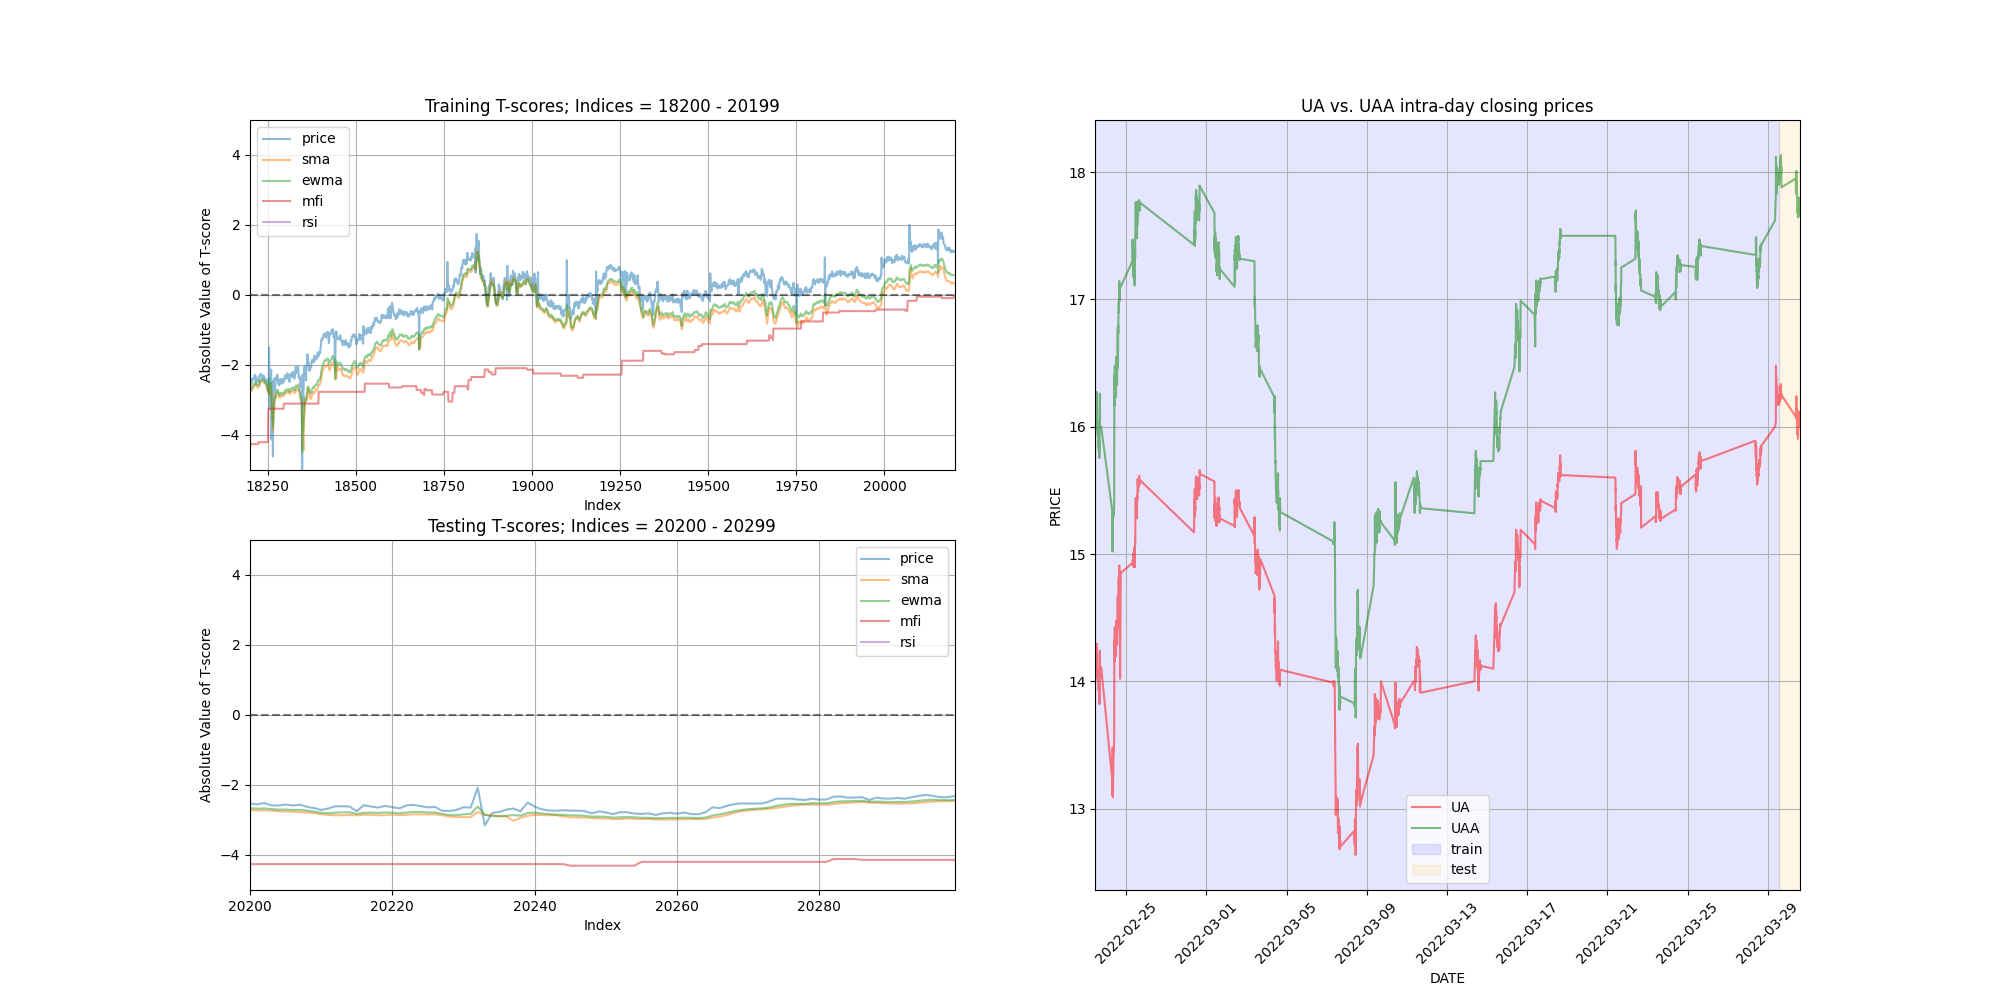 Training T-scores; Indices = 18200 - 20199
Absolute Value of T-score
4
2
0
−2
−4
price
sma
ewma
mfi
rsi
18250 18500 18750 19000 19250 19500 19750 20000
Index
Testing T-scores; Indices = 20200 - 20299
Absolute Value of T-score
4
2
0
−2
−4
price
sma
ewma
mfi
rsi
20200 20220 20240 20260 20280
Index
UA vs. UAA intra-day closing prices
PRICE
18
17
16
15
14
13
UA
UAA
train
test
2022-02-25 2022-03-01 2022-03-05 2022-03-09 2022-03-13 2022-03-17 2022-03-21 2022-03-25 2022-03-29
DATE